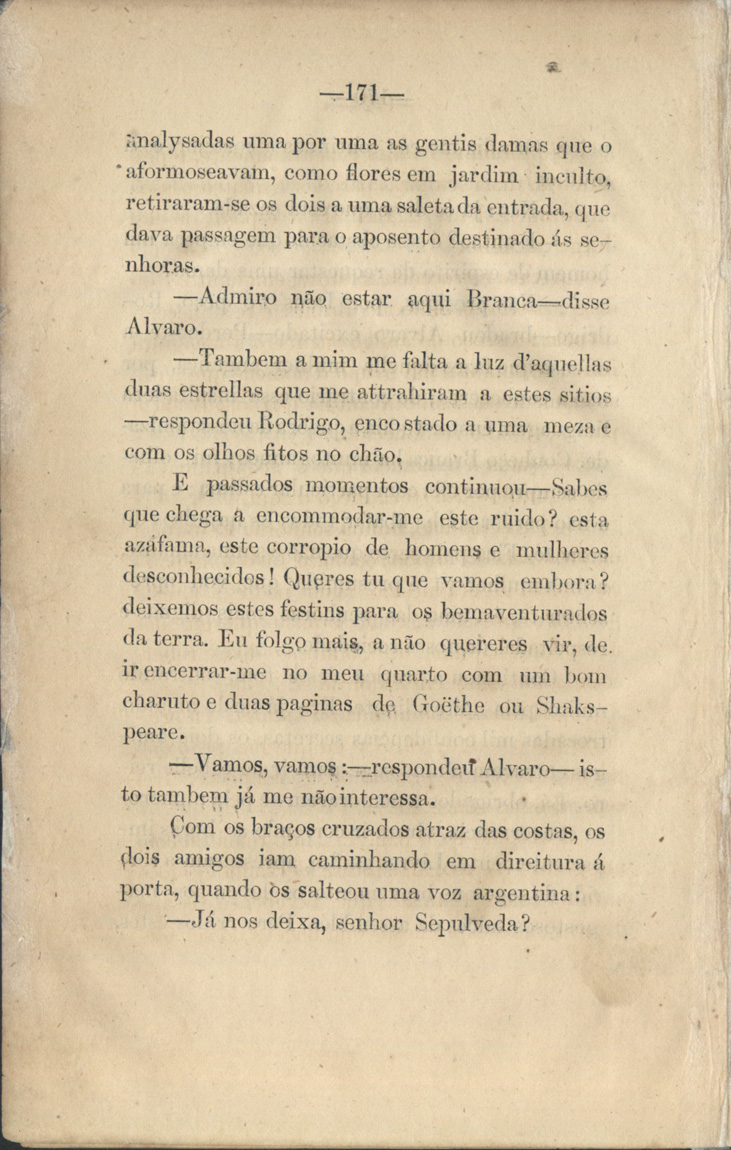 —171—
analysadas uma por uma as gentis damas que o
aformoseavam, como flores em jardim inculto,
retiraram-se os dois a uma saleta da entrada, que
dava passagem para o aposento destinado ás se-
nhoras.
—Admiro não estar aqui Branca—disse
Alvaro.
—Tambem a mim me falta a luz d'aquellas
duas estrellas que me attrahiram a estes sitios
—respondeu Rodrigo, encostado a uma meza e
com os olhos fitos no chão.
E passados momentos continuou—Sabes
que chega a encommodar-me este ruido? esta
azáfama, este corropio de homens e mulheres
desconhecidos! Queres tu que vamos embora?
deixemos estes festins para os bemaventurados
da terra. Eu folgo mais, a não quereres vir, de
ir encerrar-me no meu quarto com um bom
charuto e duas paginas de Goëthe ou Shaks-
peare.
—Vamos, vamos:—respondeu Alvaro—is-
to tambem já me não interessa.
Com os braços cruzados atraz das costas, os
dois amigos iam caminhando em direitura á
porta, quando os salteou uma voz argentina:
—Já nos deixa, senhor Sepulveda?